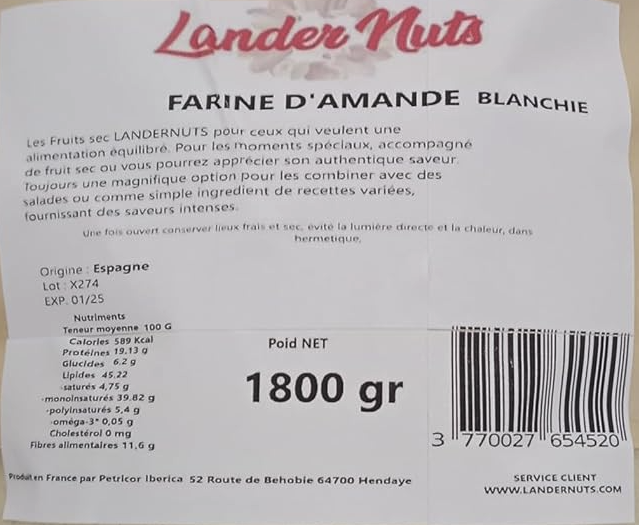 Lander Nuts
FARINE D'AMANDE BLANCHIE
Les Fruits sec LANDERNUTS pour ceux qui veulent une
alimentation équilibré. Pour les moments spéciaux, accompagné
de fruit sec ou vous pourrez apprécier son authentique saveur.
Toujours une magnifique option pour les combiner avec des
salades ou comme simple ingredient de recettes variées,
fournissant des saveurs intenses.
Une fois ouvert conserver lieux frais et sec, évité la lumière directe et la chaleur, dans
hermetique,
Origine : Espagne
Lot : X274
EXP. 01/25
Nutriments
Teneur moyenne 100 G
Calories 589 Kcal
Protéines 19.13 g
Glucides 6,2 g
Lipides 45,22
-saturés 4,75 g
-monoinsaturés 39.82 g
-polyinsaturés 5,4 g
-oméga-3* 0,05 g
Cholestérol 0 mg
Fibres alimentaires 11,6 g
Poid NET
1800 gr
3 770027 654520
Produit en France par Petricor Iberica 52 Route de Behobie 64700 Hendaye
SERVICE CLIENT
WWW.LANDERNUTS.COM